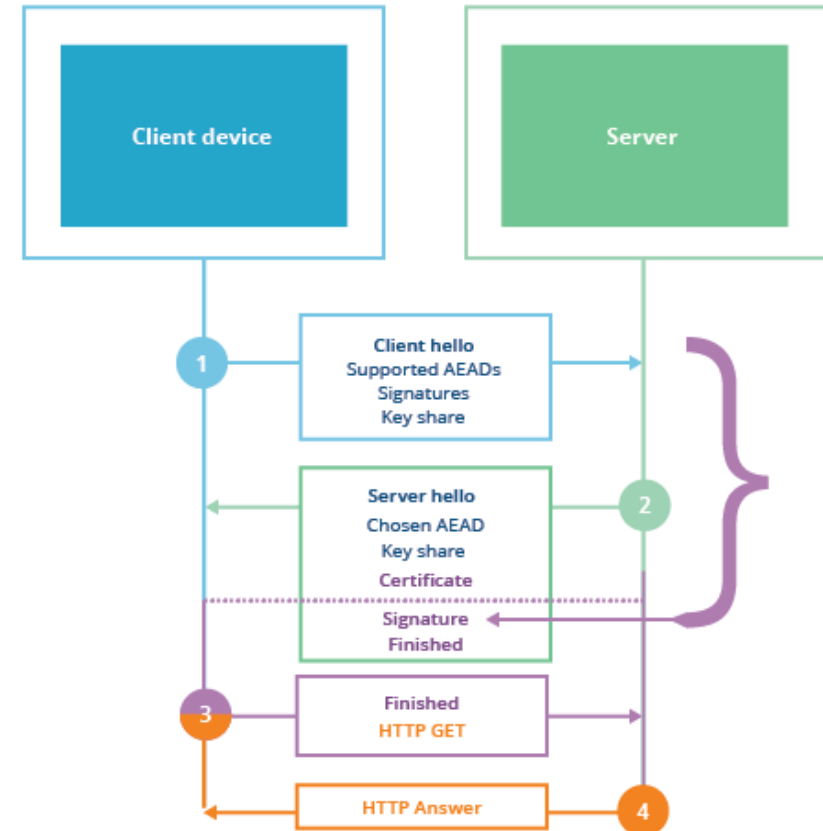 Client device
Server
1
Client hello
Supported AEADs
Signatures
Key share
Server hello
2
Chosen AEAD
Key share
Certificate
Signature
Finished
3
Finished
HTTP GET
HTTP Answer
4